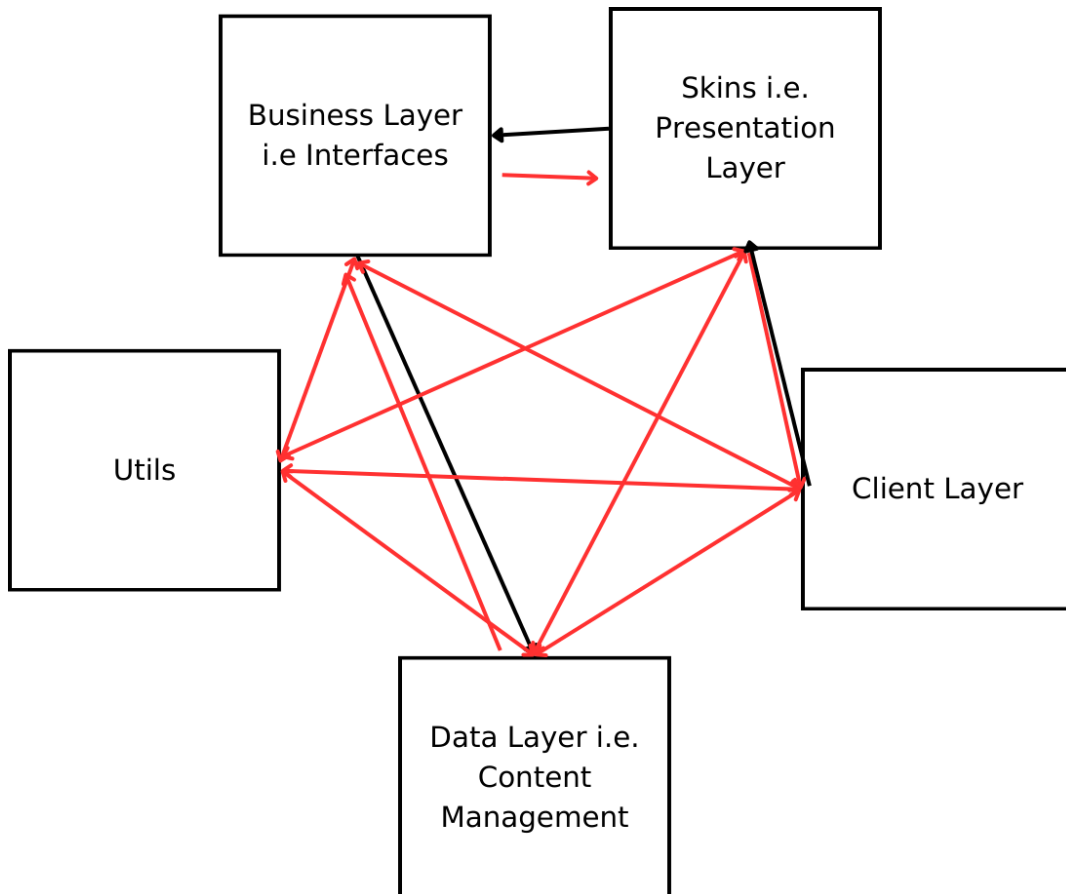 Business Layer
i.e Interfaces
Skins i.e.
Presentation
Layer
Utils
Client Layer
Data Layer i.e.
Content
Management